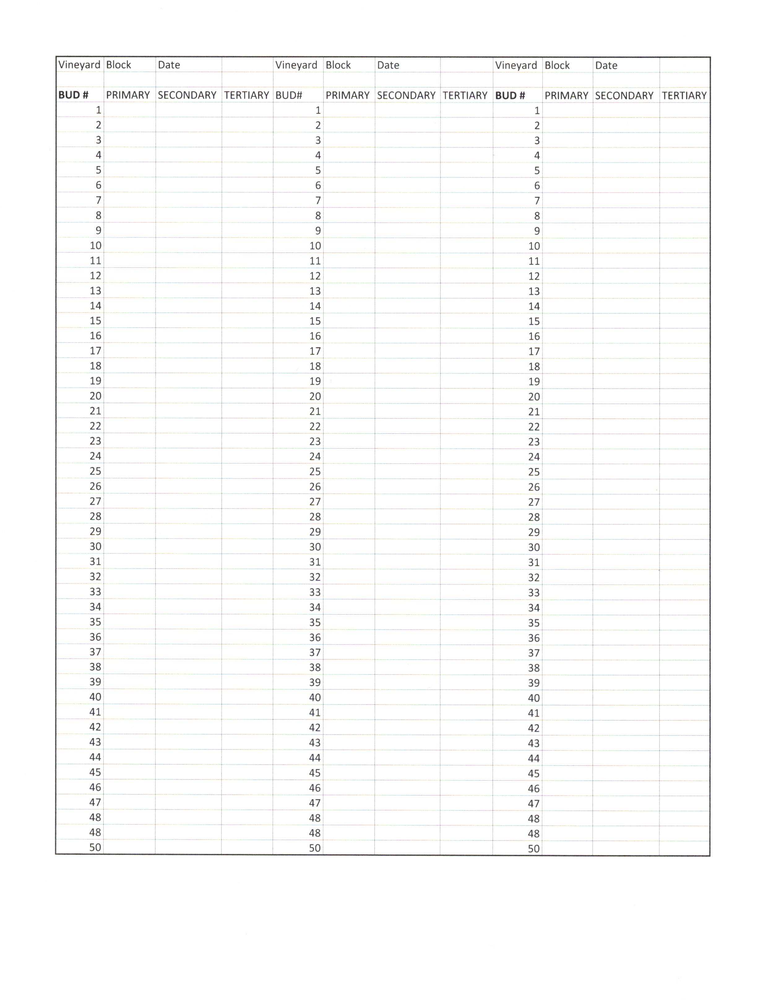 Vineyard Block Date Vineyard Block Date Vineyard Block Date
BUD # PRIMARY SECONDARY TERTIARY BUD# PRIMARY SECONDARY TERTIARY BUD # PRIMARY SECONDARY TERTIARY
1 1 1
2 2 2
3 3 3
4 4 4
5 5 5
6 6 6
7 7 7
8 8 8
9 9 9
10 10 10
11 11 11
12 12 12
13 13 13
14 14 14
15 15 15
16 16 16
17 17 17
18 18 18
19 19 19
20 20 20
21 21 21
22 22 22
23 23 23
24 24 24
25 25 25
26 26 26
27 27 27
28 28 28
29 29 29
30 30 30
31 31 31
32 32 32
33 33 33
34 34 34
35 35 35
36 36 36
37 37 37
38 38 38
39 39 39
40 40 40
41 41 41
42 42 42
43 43 43
44 44 44
45 45 45
46 46 46
47 47 47
48 48 48
48 48 48
50 50 50